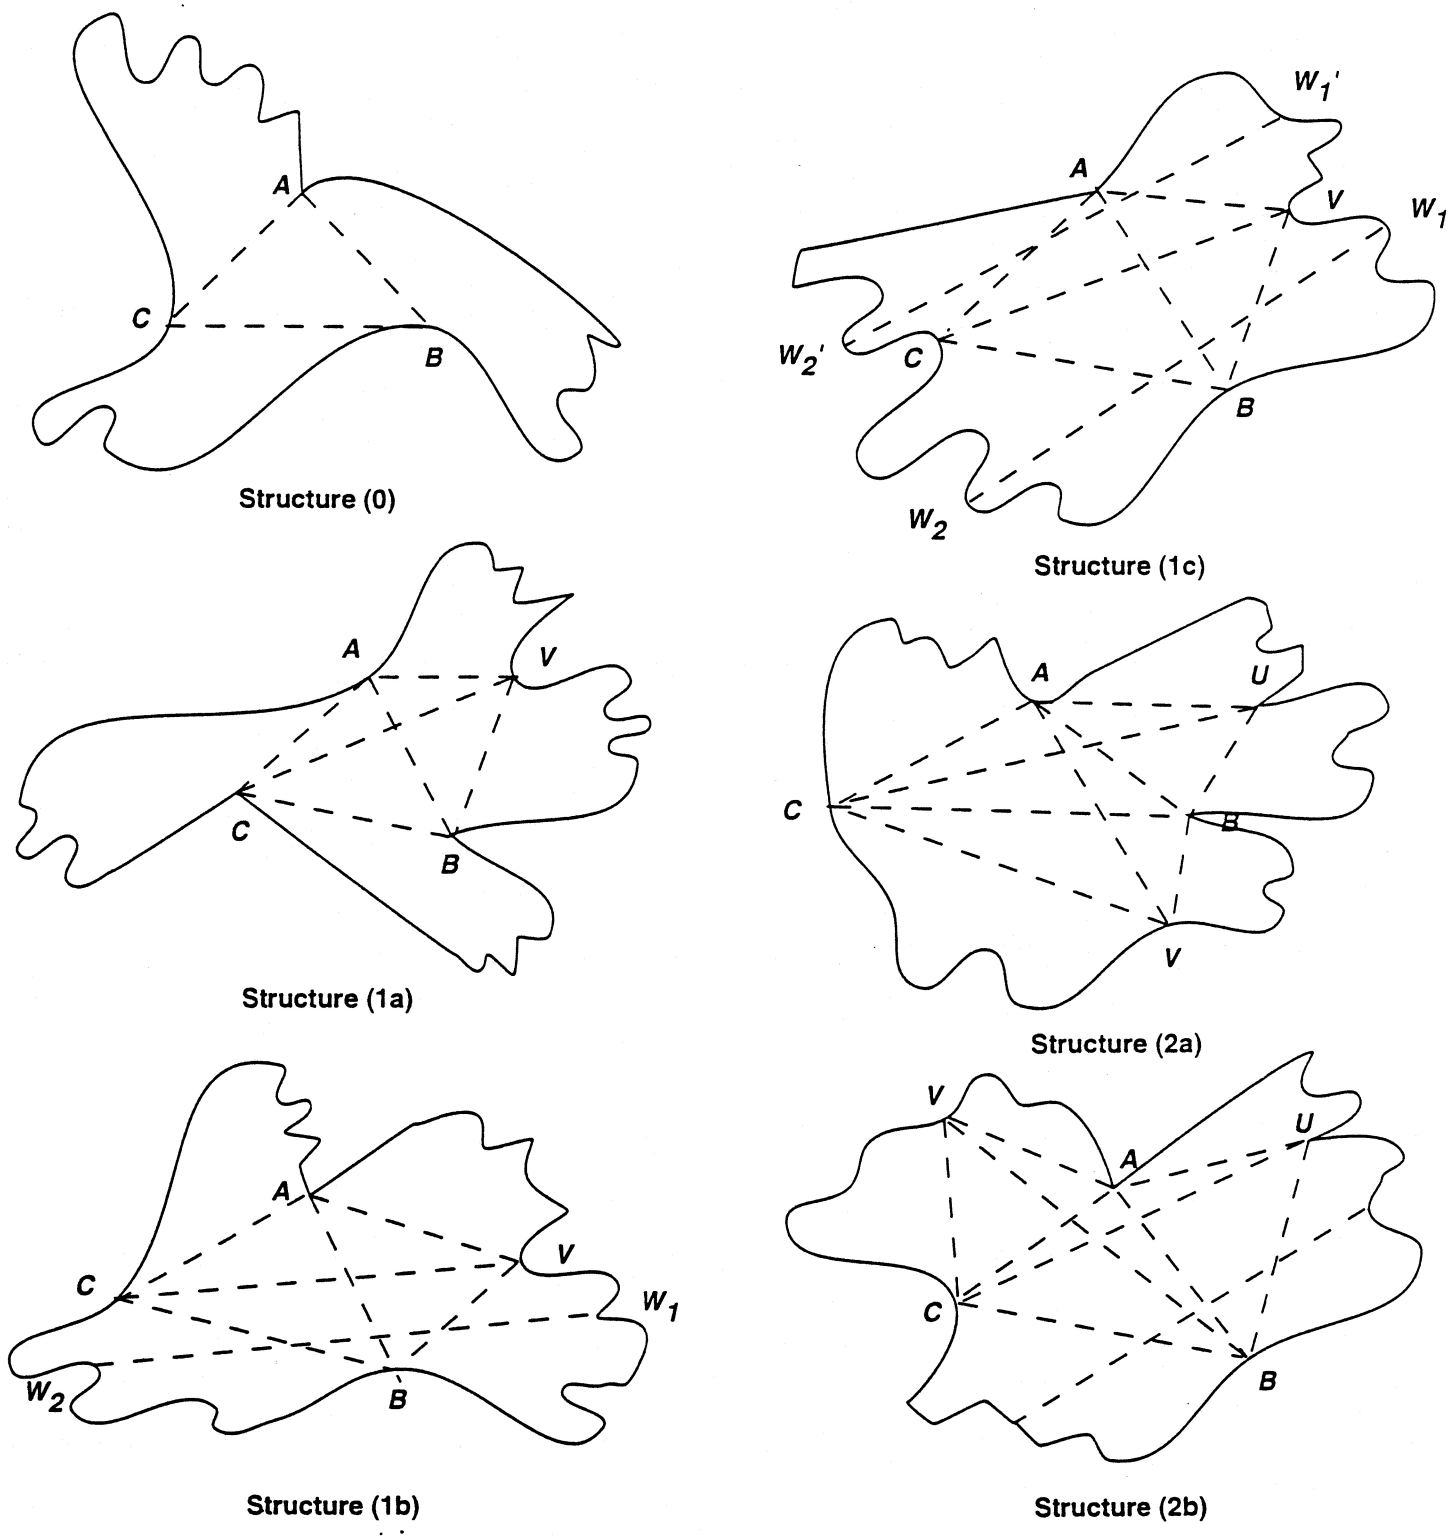 A
C
B
Structure (0)
W1'
A
V
W1
W2'
C
B
W2
Structure (1c)
A
V
C
B
Structure (1a)
A
U
C
B
V
Structure (2a)
A
C
V
W1
W2
B
Structure (1b)
V
U
A
C
B
Structure (2b)